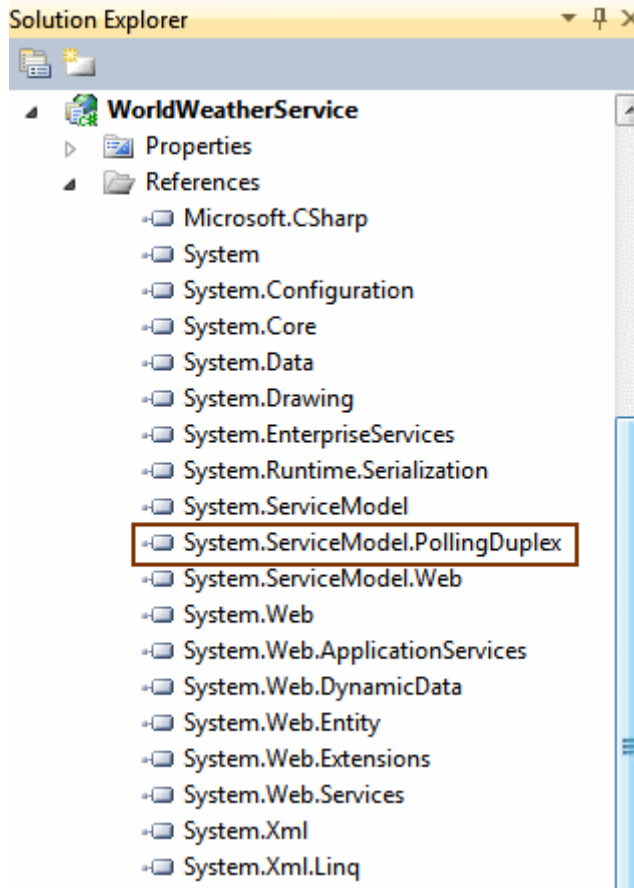 Solution Explorer
WorldWeatherService
Properties
References
Microsoft.CSharp
System
System.Configuration
System.Core
System.Data
System.Drawing
System.EnterpriseServices
System.Runtime.Serialization
System.ServiceModel
System.ServiceModel.PollingDuplex
System.ServiceModel.Web
System.Web
System.Web.ApplicationServices
System.Web.DynamicData
System.Web.Entity
System.Web.Extensions
System.Web.Services
System.Xml
System.Xml.Linq